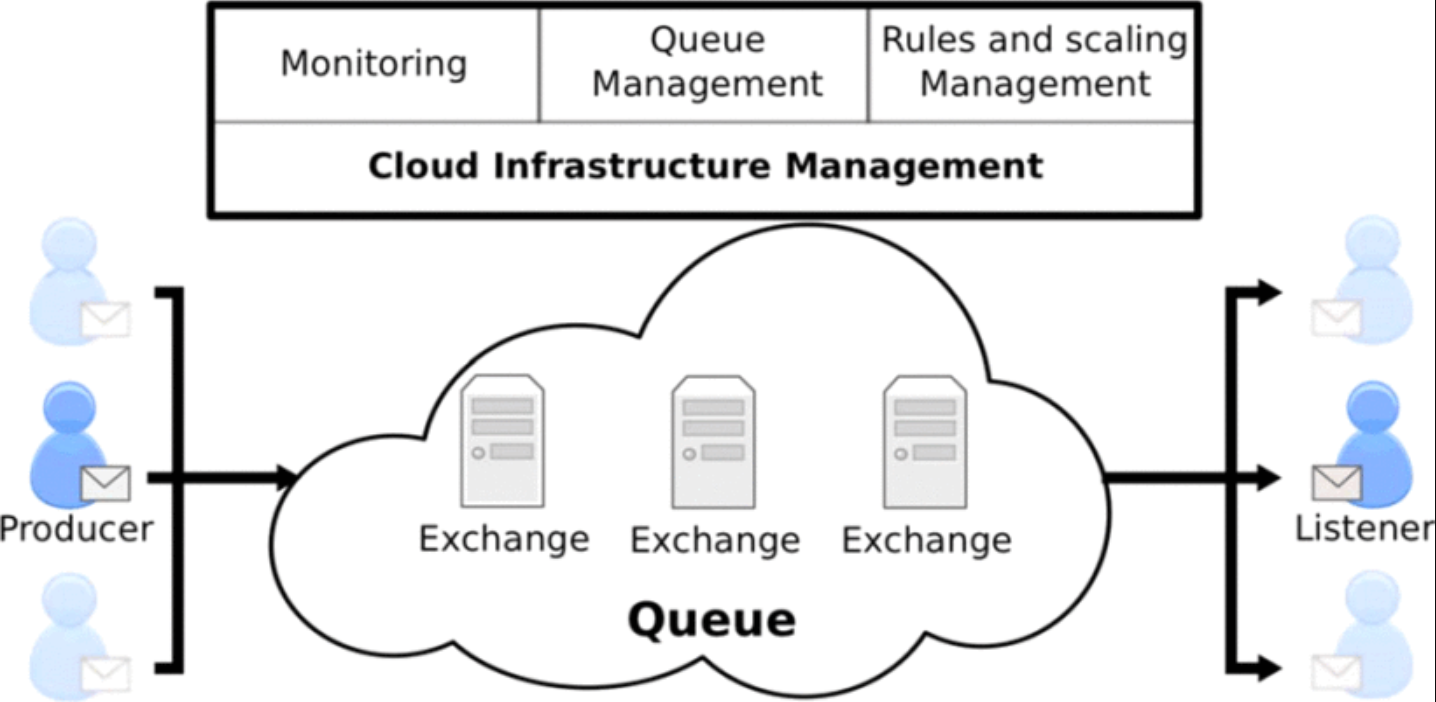 Monitoring
Queue
Management
Rules and scaling
Management
Cloud Infrastructure Management
Producer
Listener
Exchange
Exchange
Exchange
Queue